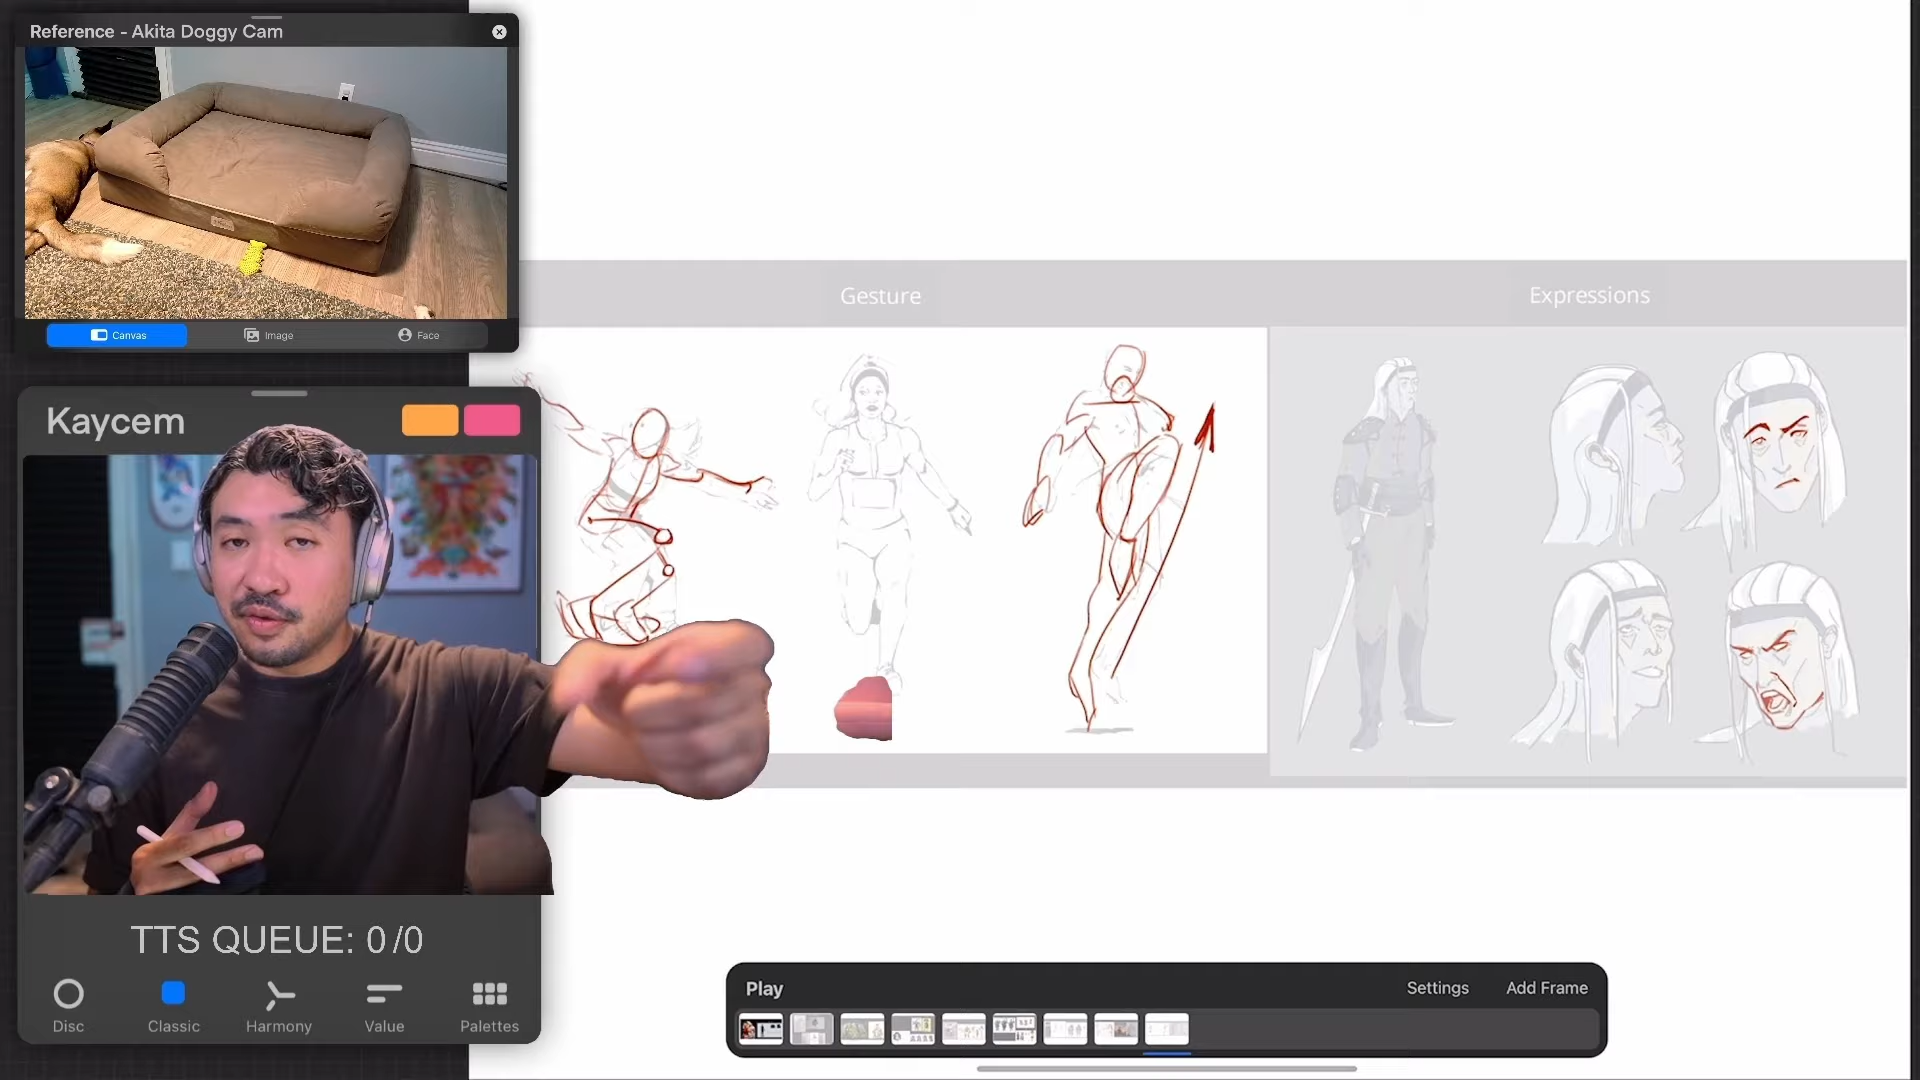 Reference - Akita Doggy Cam
Canvas
Image
Face
Kaycem
TTS QUEUE: 0/0
Disc
Classic
Harmony
Value
Palettes
Gesture
Expressions
Play
Settings
Add Frame